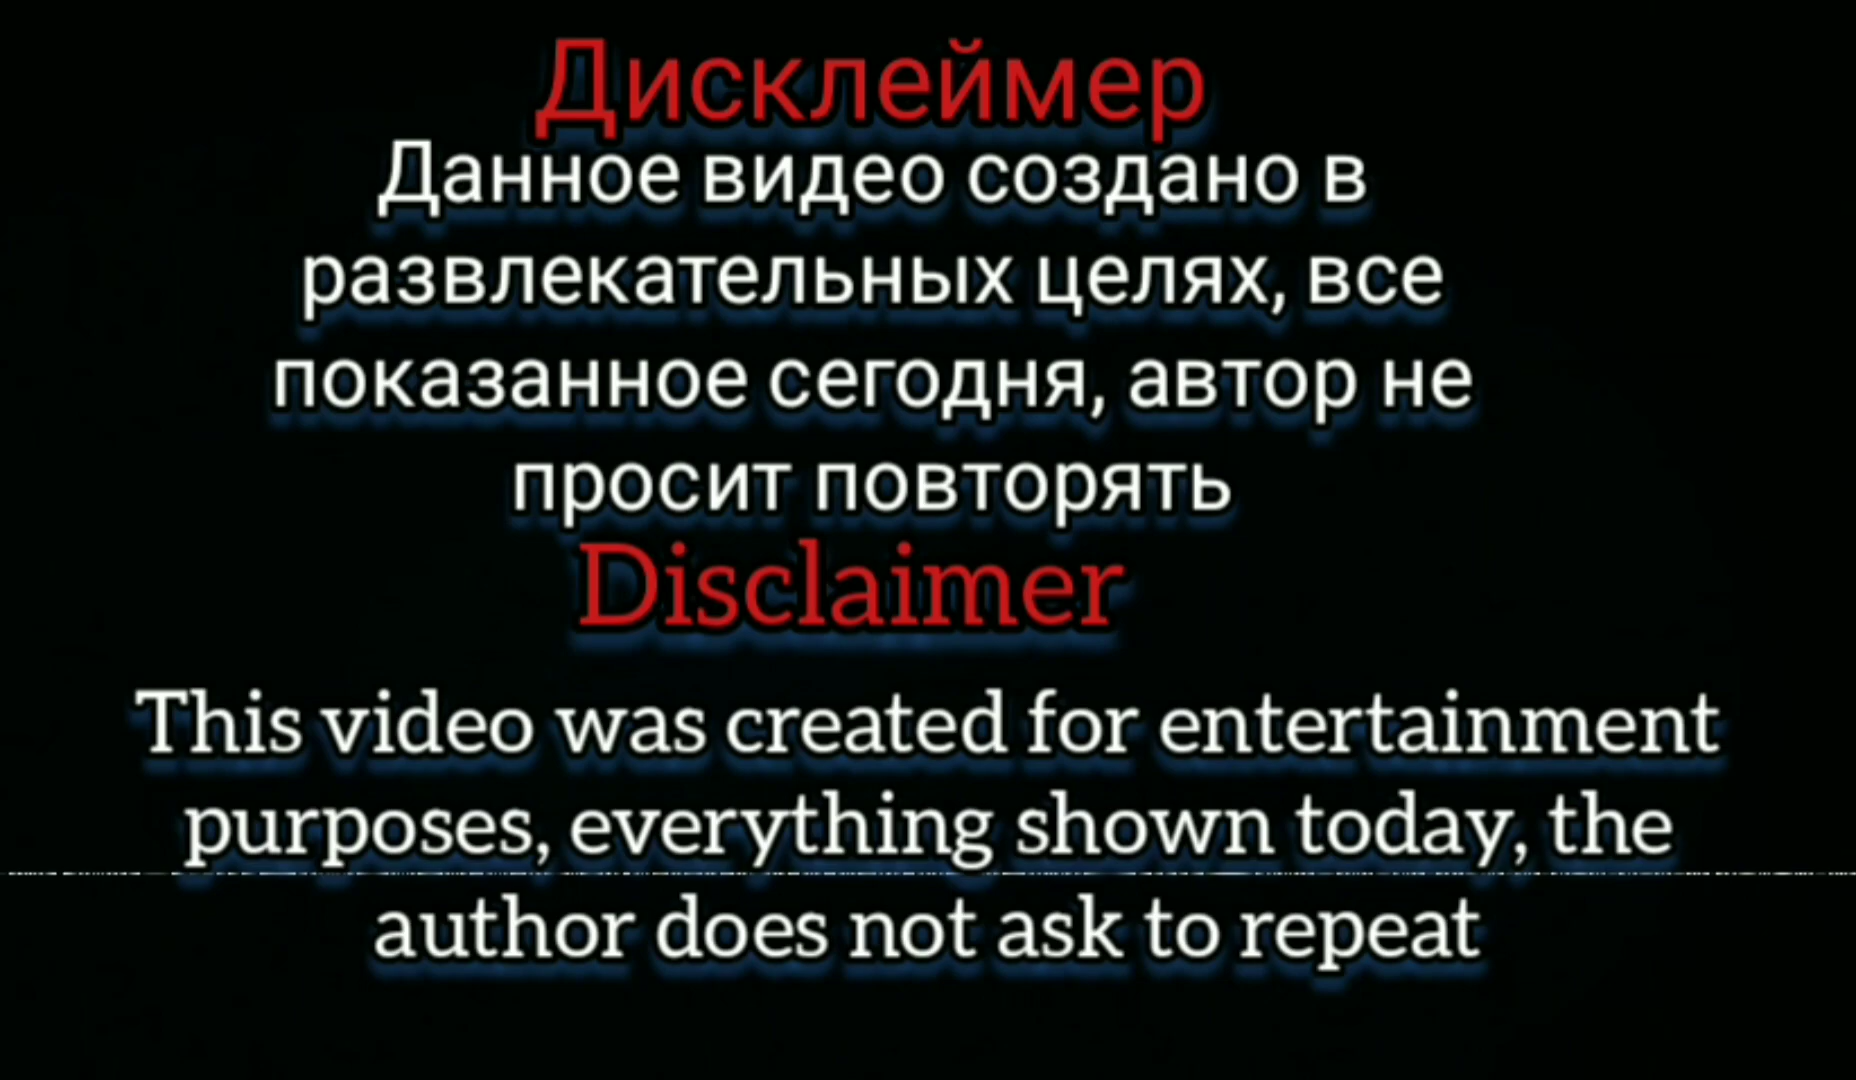 Дисклеймер
Данное видео создано в
развлекательных целях, все
показанное сегодня, автор не
просит повторять
Disclaimer
This video was created for entertainment
purposes, everything shown today, the
author does not ask to repeat